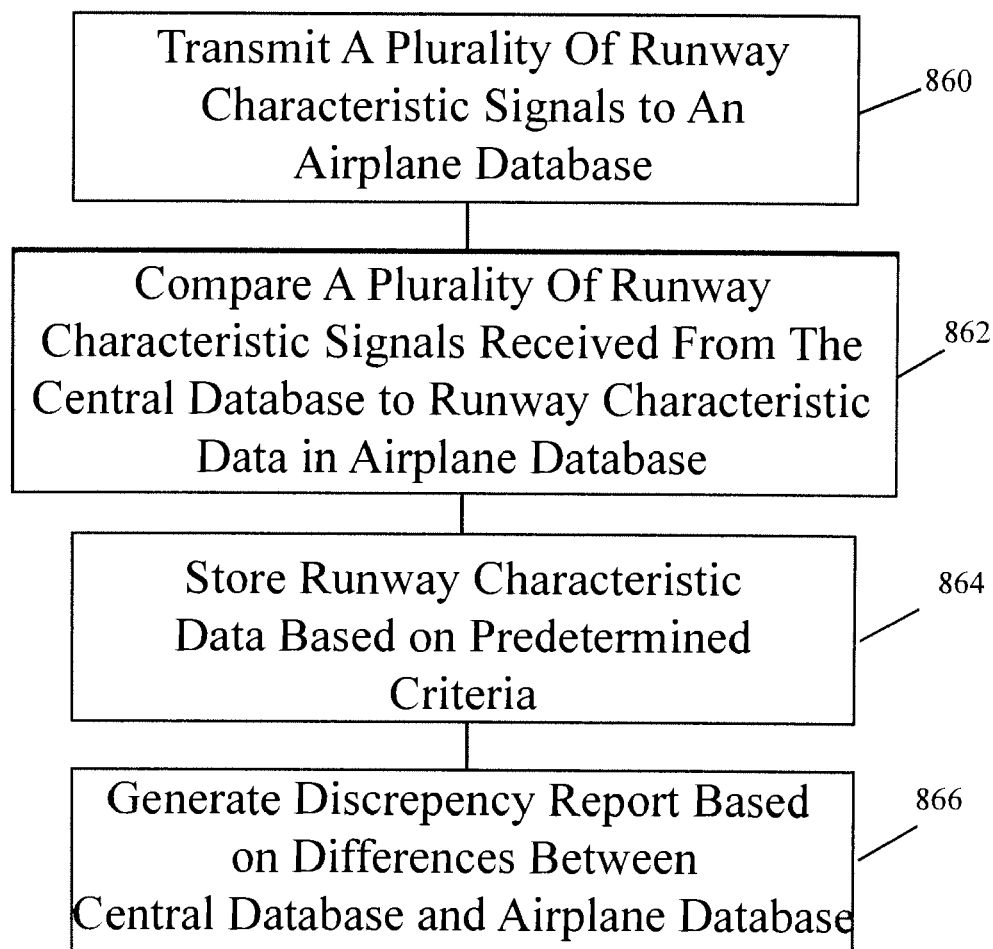 Transmit A Plurality Of Runway
Characteristic Signals to An
Airplane Database
860
Compare A Plurality Of Runway
Characteristic Signals Received From The
Central Database to Runway Characteristic
Data in Airplane Database
862
Store Runway Characteristic
Data Based on Predetermined
Criteria
864
Generate Discrepency Report Based
on Differences Between
Central Database and Airplane Database
866